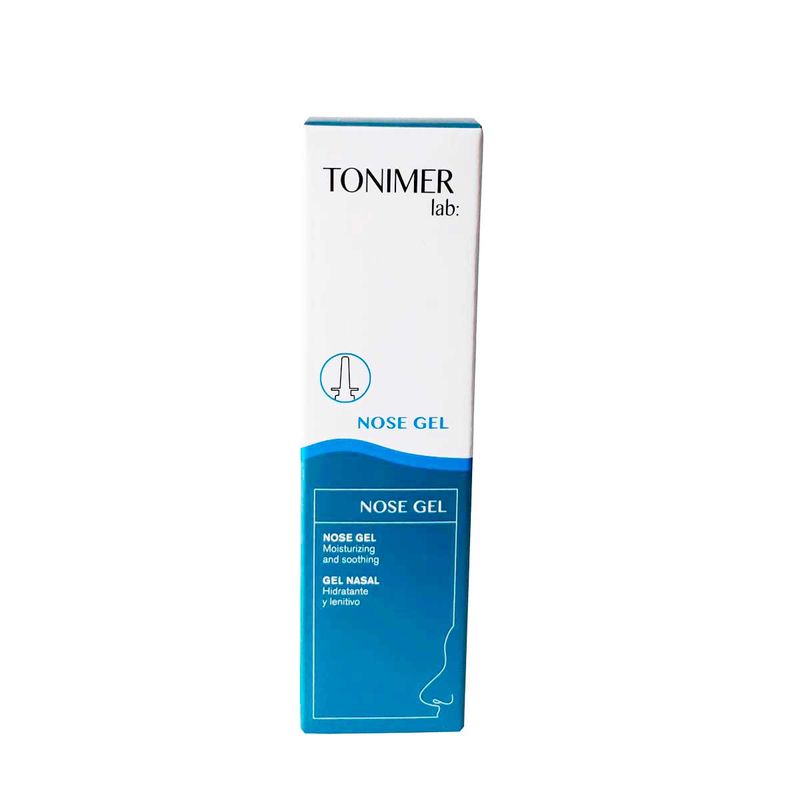 TONIMER
lab:
NOSE GEL
NOSE GEL
NOSE GEL
Moisturizing
and soothing
GEL NASAL
Hidratante
y lenitivo